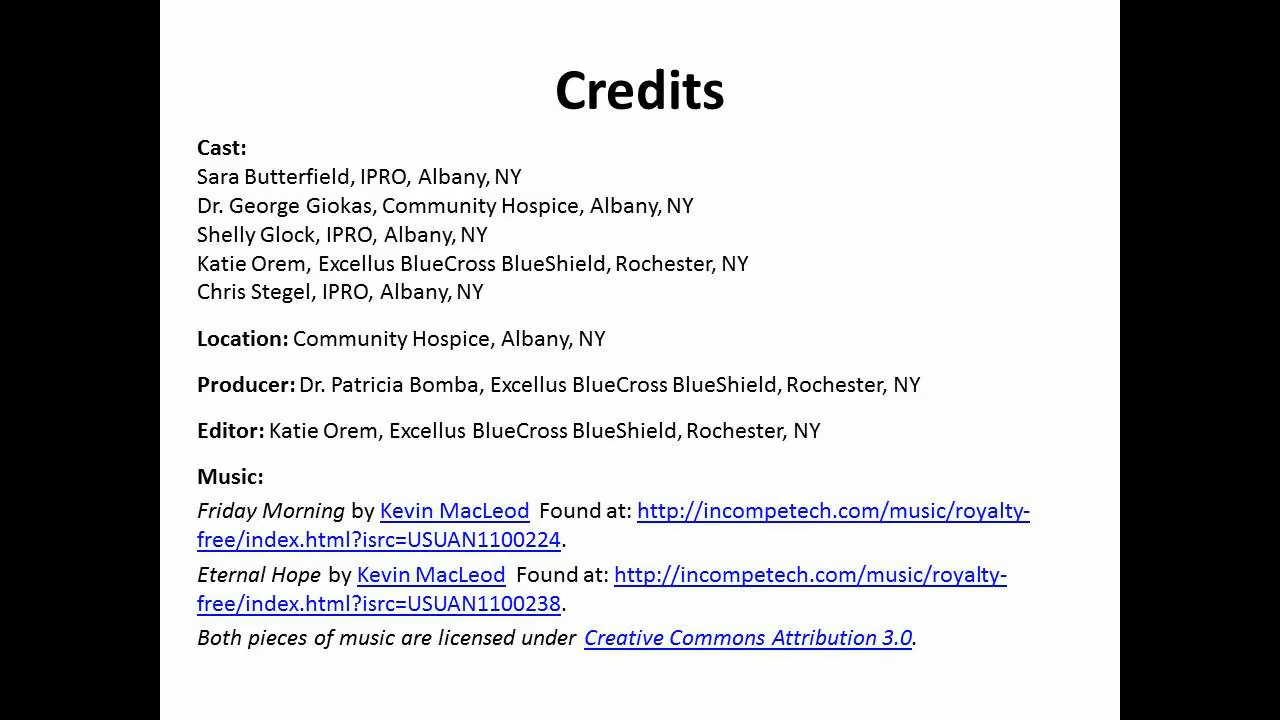 Credits
Cast:
Sara Butterfield, IPRO, Albany, NY
Dr. George Giokas, Community Hospice, Albany, NY
Shelly Glock, IPRO, Albany, NY
Katie Orem, Excellus BlueCross BlueShield, Rochester, NY
Chris Stegel, IPRO, Albany, NY
Location: Community Hospice, Albany, NY
Producer: Dr. Patricia Bomba, Excellus BlueCross BlueShield, Rochester, NY
Editor: Katie Orem, Excellus BlueCross BlueShield, Rochester, NY
Music:
Friday Morning by Kevin MacLeod  Found at: http://incompetech.com/music/royalty-
free/index.html?isrc=USUAN1100224.
Eternal Hope by Kevin MacLeod  Found at: http://incompetech.com/music/royalty-
free/index.html?isrc=USUAN1100238.
Both pieces of music are licensed under Creative Commons Attribution 3.0.